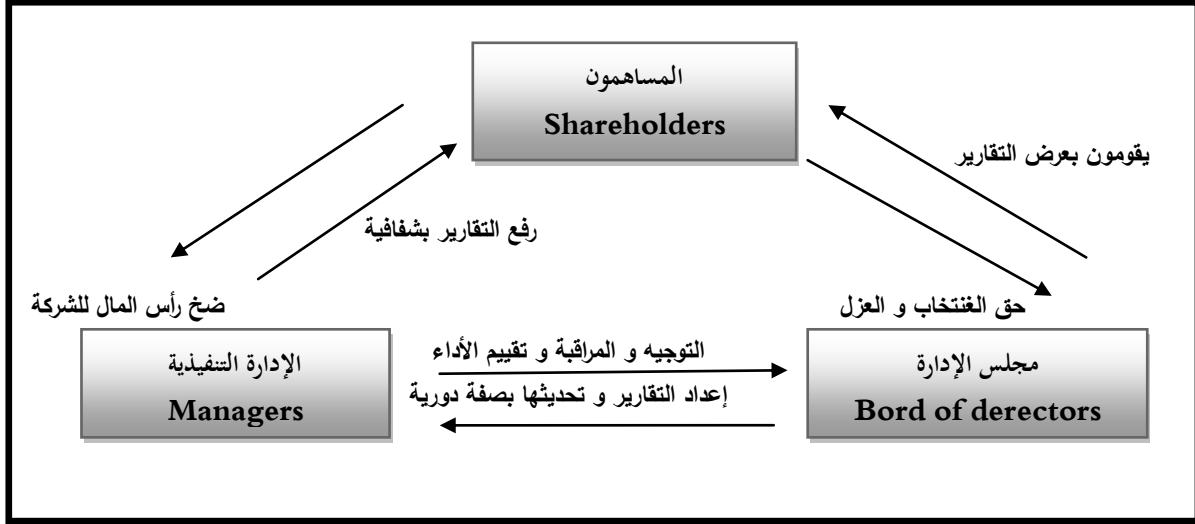 المساهمون
Shareholders
يقومون بعرض التقارير
رفع التقارير بشفافية
ضخ رأس المال للشركة
حق الغنتخاب و العزل
الإدارة التنفيذية
Managers
التوجيه و المراقبة و تقييم الأداء
إعداد التقارير و تحديثها بصفة دورية
مجلس الإدارة
Bord of derectors